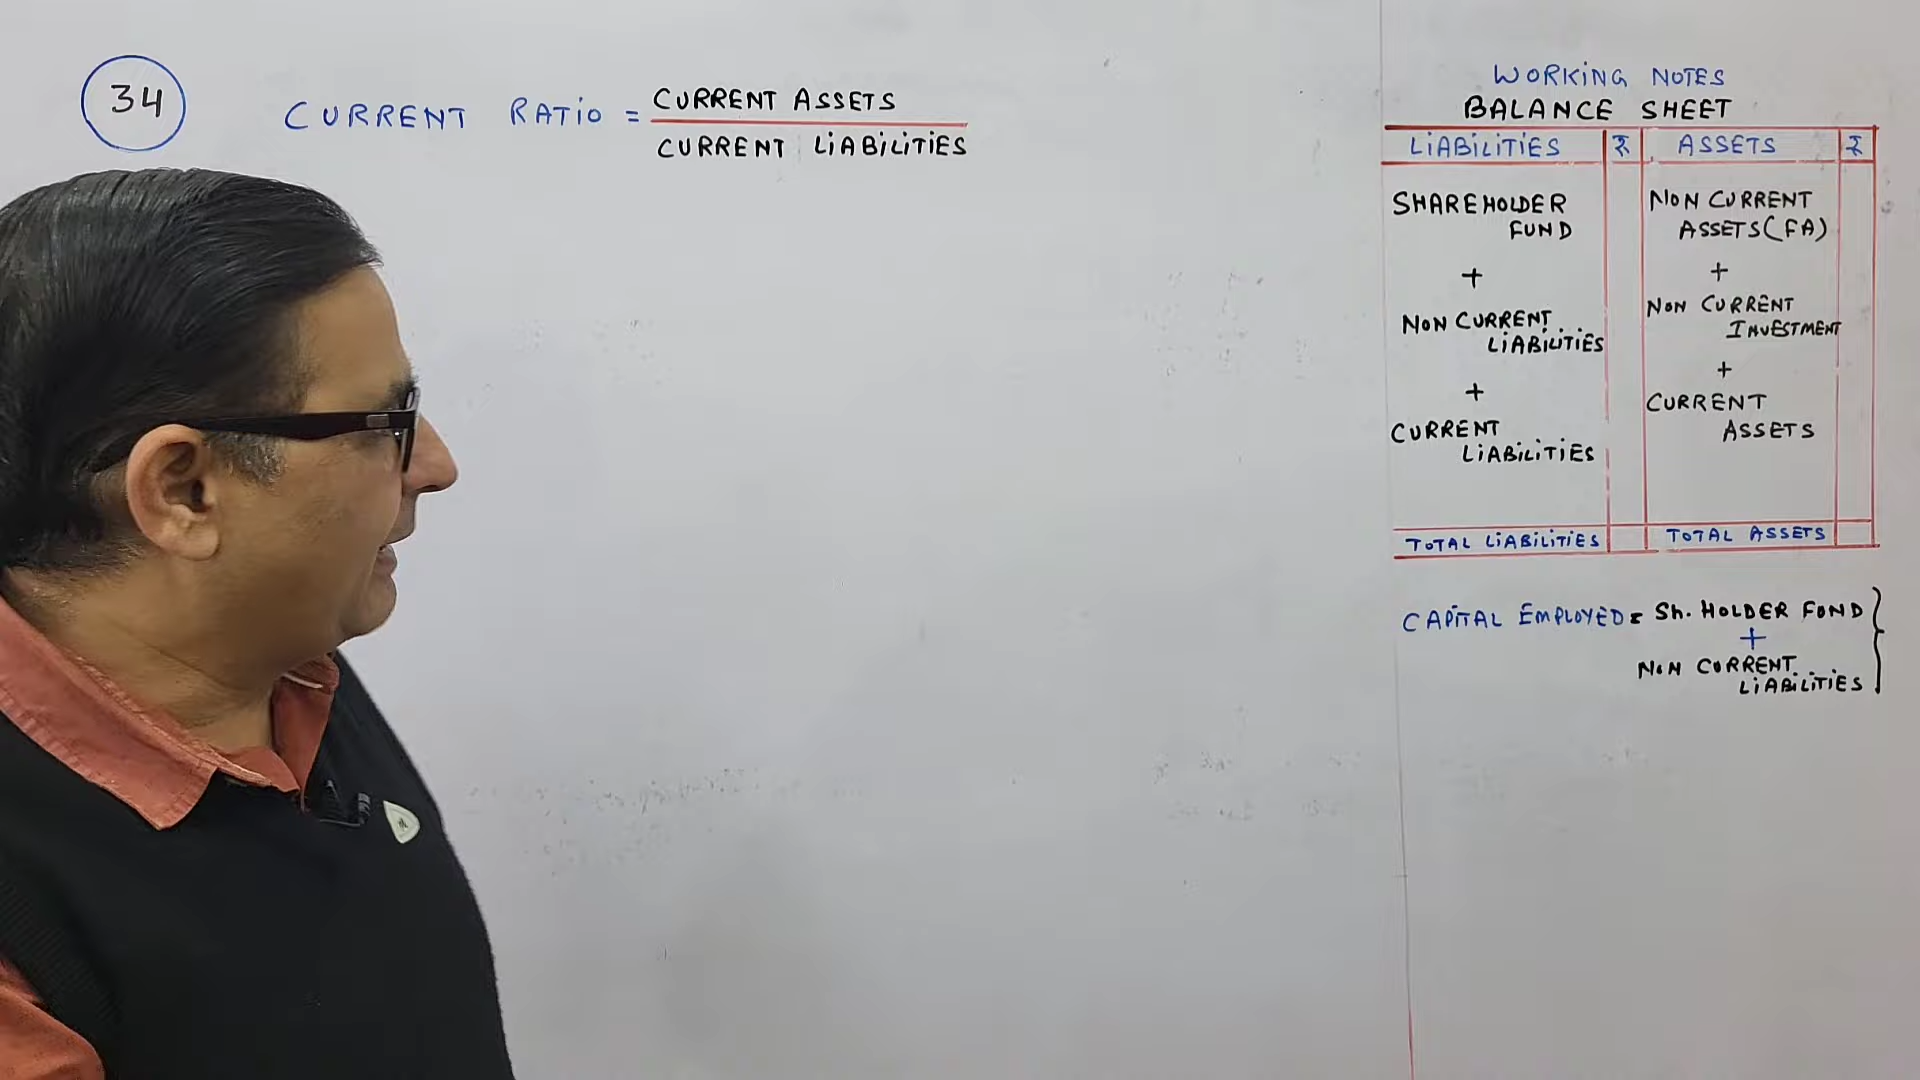 34
CURRENT RATIO = CURRENT ASSETS
CURRENT LIABILITIES
WORKING NOTES
BALANCE SHEET
LIABILITIES ₹ ASSETS ₹
SHAREHOLDER
FUND
+
NON CURRENT
LIABILITIES
+
CURRENT
LIABILITIES
NON CURRENT
ASSETS (FA)
+
NON CURRENT
INVESTMENT
+
CURRENT
ASSETS
TOTAL LIABILITIES TOTAL ASSETS
CAPITAL EMPLOYED = Sh. HOLDER FUND
+
NON CURRENT
LIABILITIES